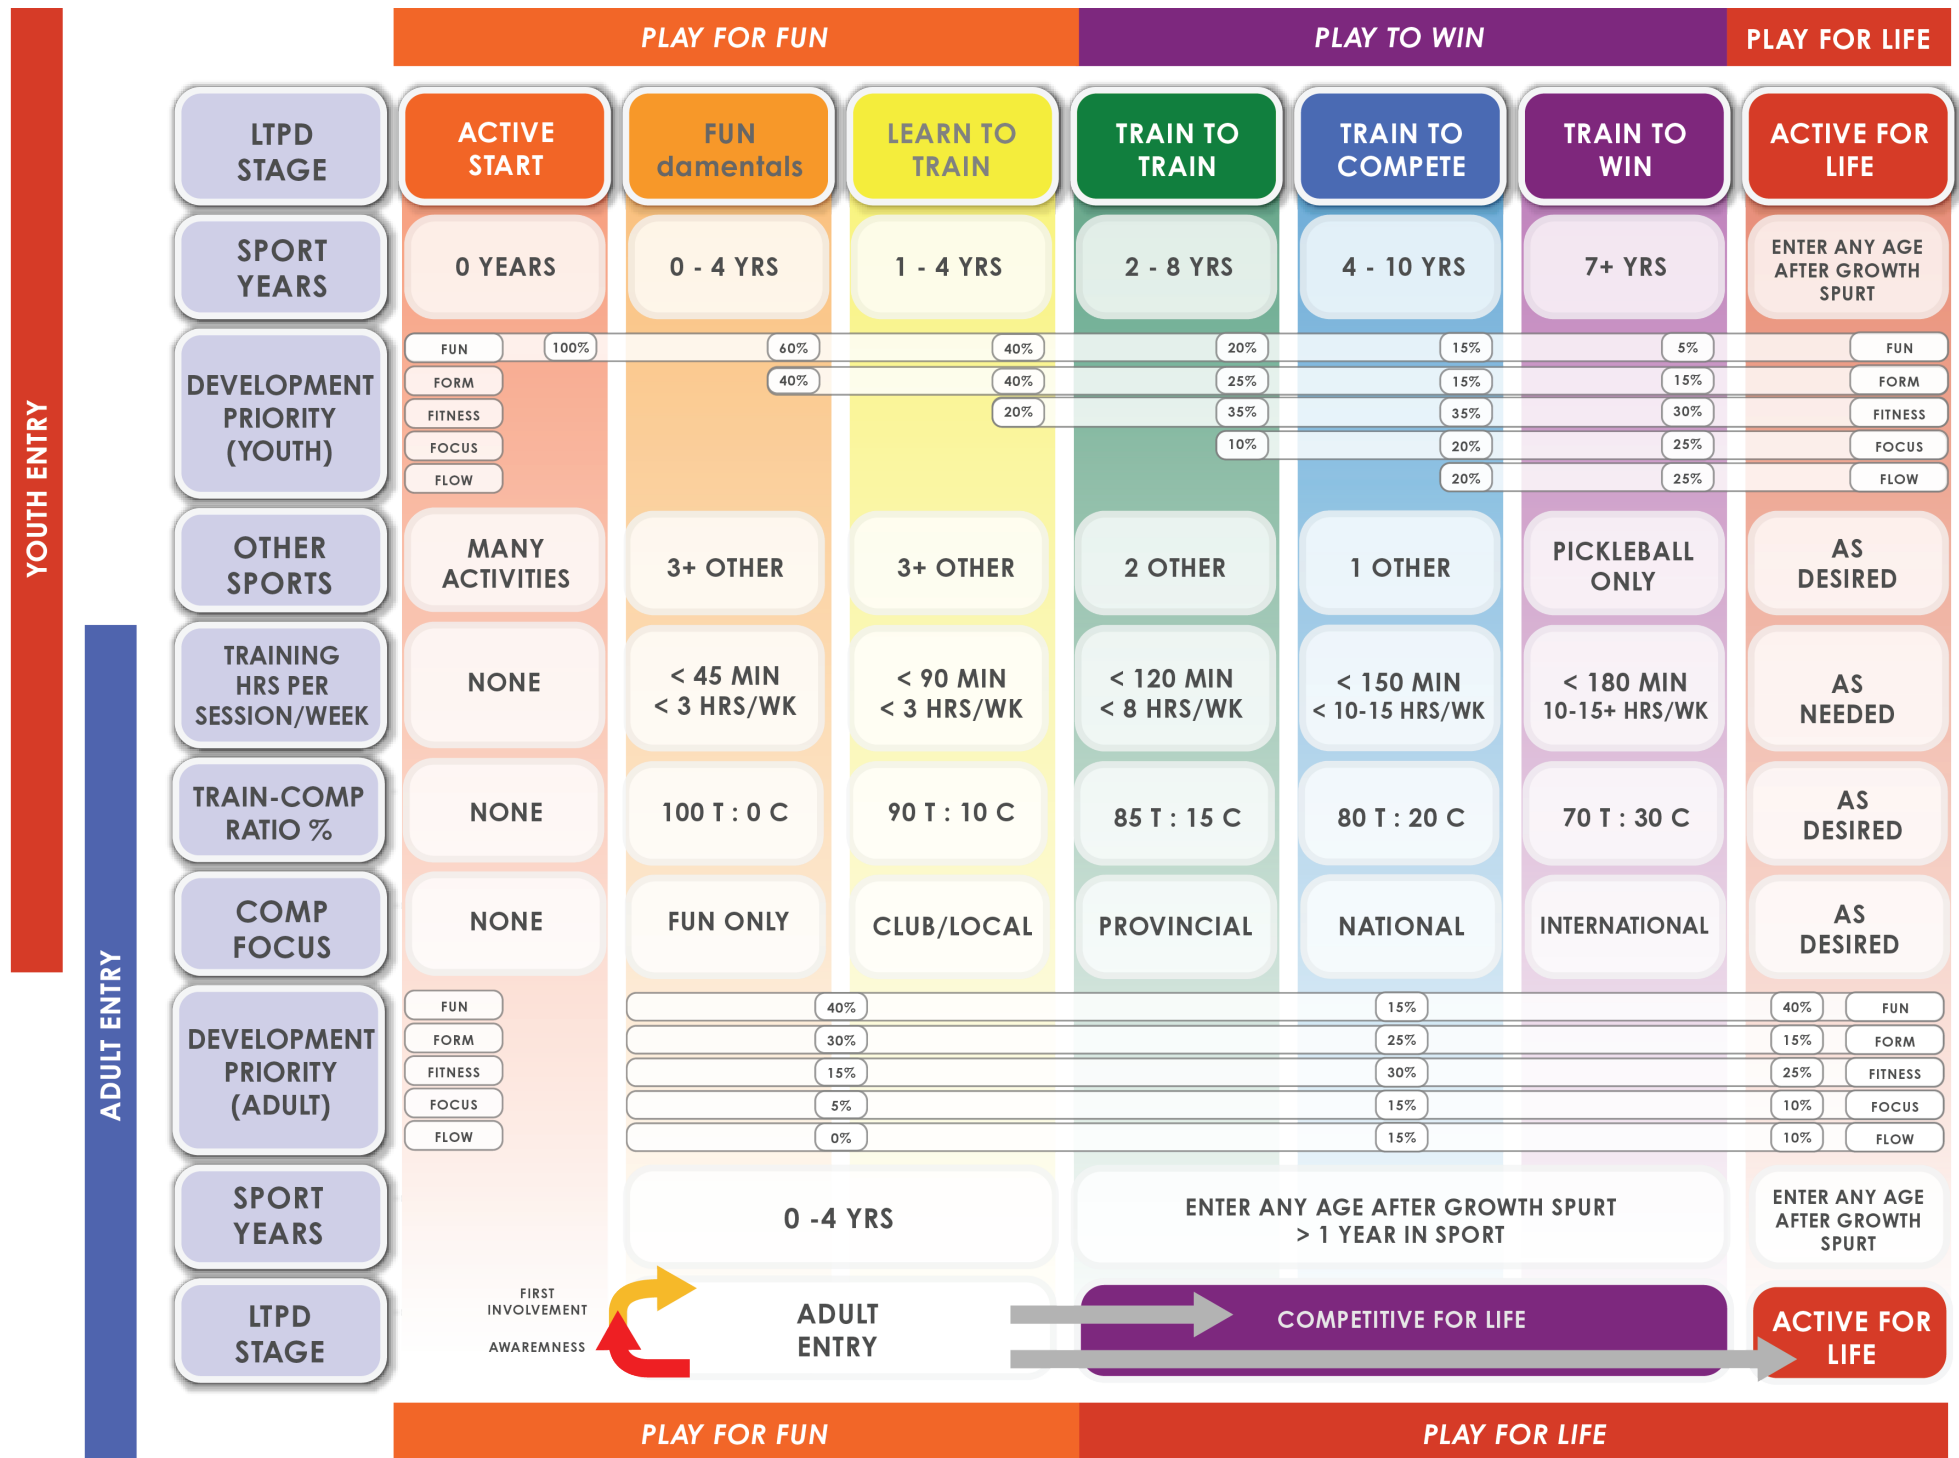 PLAY FOR FUN
PLAY TO WIN
PLAY FOR LIFE
YOUTH ENTRY
ADULT ENTRY
LTPD
STAGE
ACTIVE
START
FUN
damentals
LEARN TO
TRAIN
TRAIN TO
TRAIN
TRAIN TO
COMPETE
TRAIN TO
WIN
ACTIVE FOR
LIFE
SPORT
YEARS
0 YEARS
0 - 4 YRS
1 - 4 YRS
2 - 8 YRS
4 - 10 YRS
7+ YRS
ENTER ANY AGE
AFTER GROWTH
SPURT
DEVELOPMENT
PRIORITY
(YOUTH)
FUN
100%
60%
40%
20%
15%
5%
FUN
FORM
40%
40%
25%
15%
15%
FORM
FITNESS
20%
35%
35%
30%
FITNESS
FOCUS
10%
20%
25%
FOCUS
FLOW
20%
25%
FLOW
OTHER
SPORTS
MANY
ACTIVITIES
3+ OTHER
3+ OTHER
2 OTHER
1 OTHER
PICKLEBALL
ONLY
AS
DESIRED
TRAINING
HRS PER
SESSION/WEEK
NONE
< 45 MIN
< 3 HRS/WK
< 90 MIN
< 3 HRS/WK
< 120 MIN
< 8 HRS/WK
< 150 MIN
< 10-15 HRS/WK
< 180 MIN
10-15+ HRS/WK
AS
NEEDED
TRAIN-COMP
RATIO %
NONE
100 T : 0 C
90 T : 10 C
85 T : 15 C
80 T : 20 C
70 T : 30 C
AS
DESIRED
COMP
FOCUS
NONE
FUN ONLY
CLUB/LOCAL
PROVINCIAL
NATIONAL
INTERNATIONAL
AS
DESIRED
DEVELOPMENT
PRIORITY
(ADULT)
FUN
40%
15%
40%
FUN
FORM
30%
25%
15%
FORM
FITNESS
15%
30%
25%
FITNESS
FOCUS
5%
15%
10%
FOCUS
FLOW
0%
15%
10%
FLOW
SPORT
YEARS
0 -4 YRS
ENTER ANY AGE AFTER GROWTH SPURT
> 1 YEAR IN SPORT
ENTER ANY AGE
AFTER GROWTH
SPURT
LTPD
STAGE
FIRST
INVOLVEMENT
AWAREMNESS
ADULT
ENTRY
COMPETITIVE FOR LIFE
ACTIVE FOR
LIFE
PLAY FOR FUN
PLAY FOR LIFE